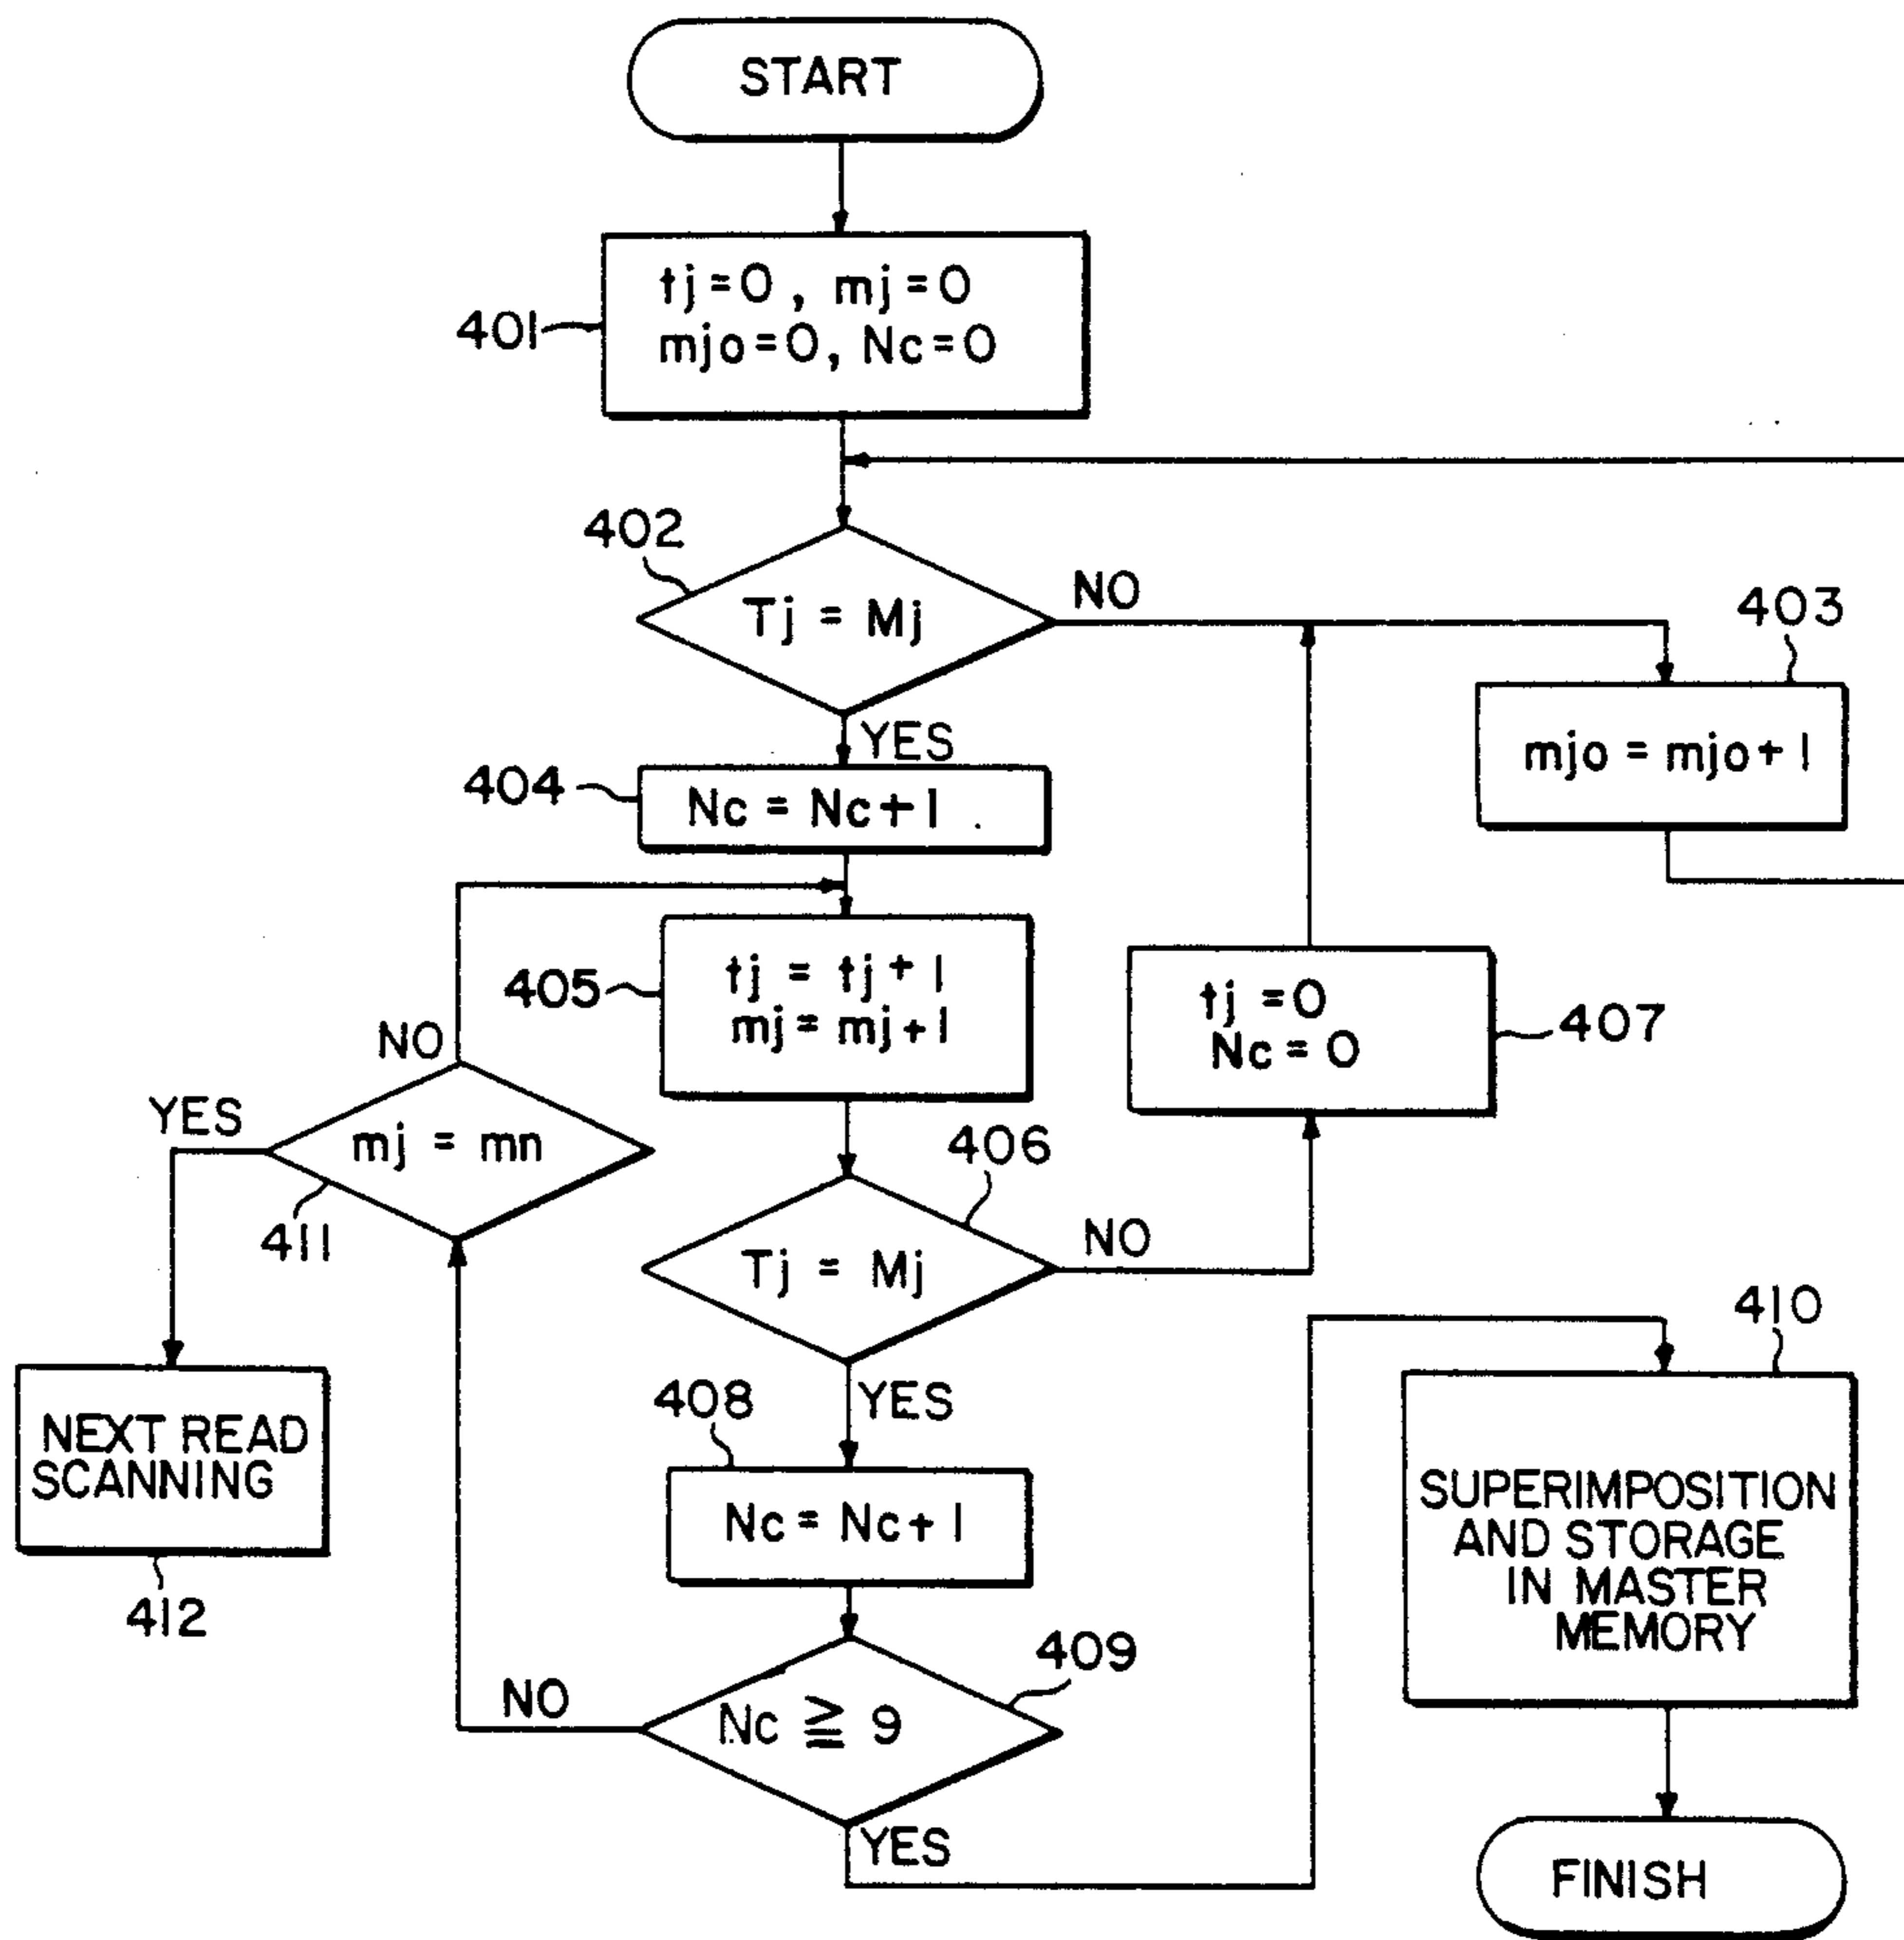 START
401
tj=0, mj=0
mjo=0, Nc=0
402
Tj = Mj
NO
YES
403
mjo = mjo+1
404
Nc = Nc+1
405
tj = tj+1
mj = mj+1
407
tj =0
Nc=0
NO
YES
mj = mn
411
406
Tj = Mj
NO
YES
412
NEXT READ
SCANNING
408
Nc = Nc+1
409
Nc ≧ 9
NO
YES
410
SUPERIMPOSITION
AND STORAGE
IN MASTER
MEMORY
FINISH